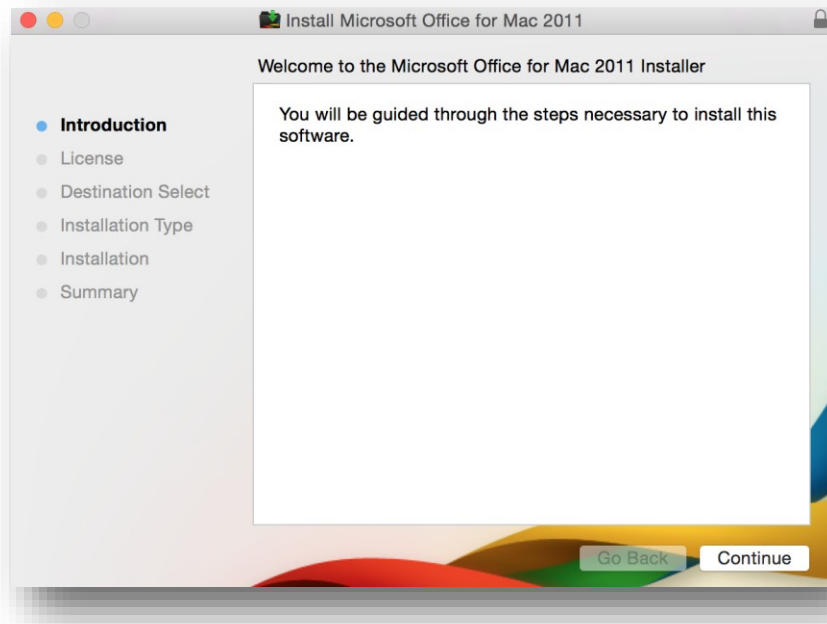 Install Microsoft Office for Mac 2011
Welcome to the Microsoft Office for Mac 2011 Installer
Introduction
License
Destination Select
Installation Type
Installation
Summary
You will be guided through the steps necessary to install this
software.
Go Back
Continue